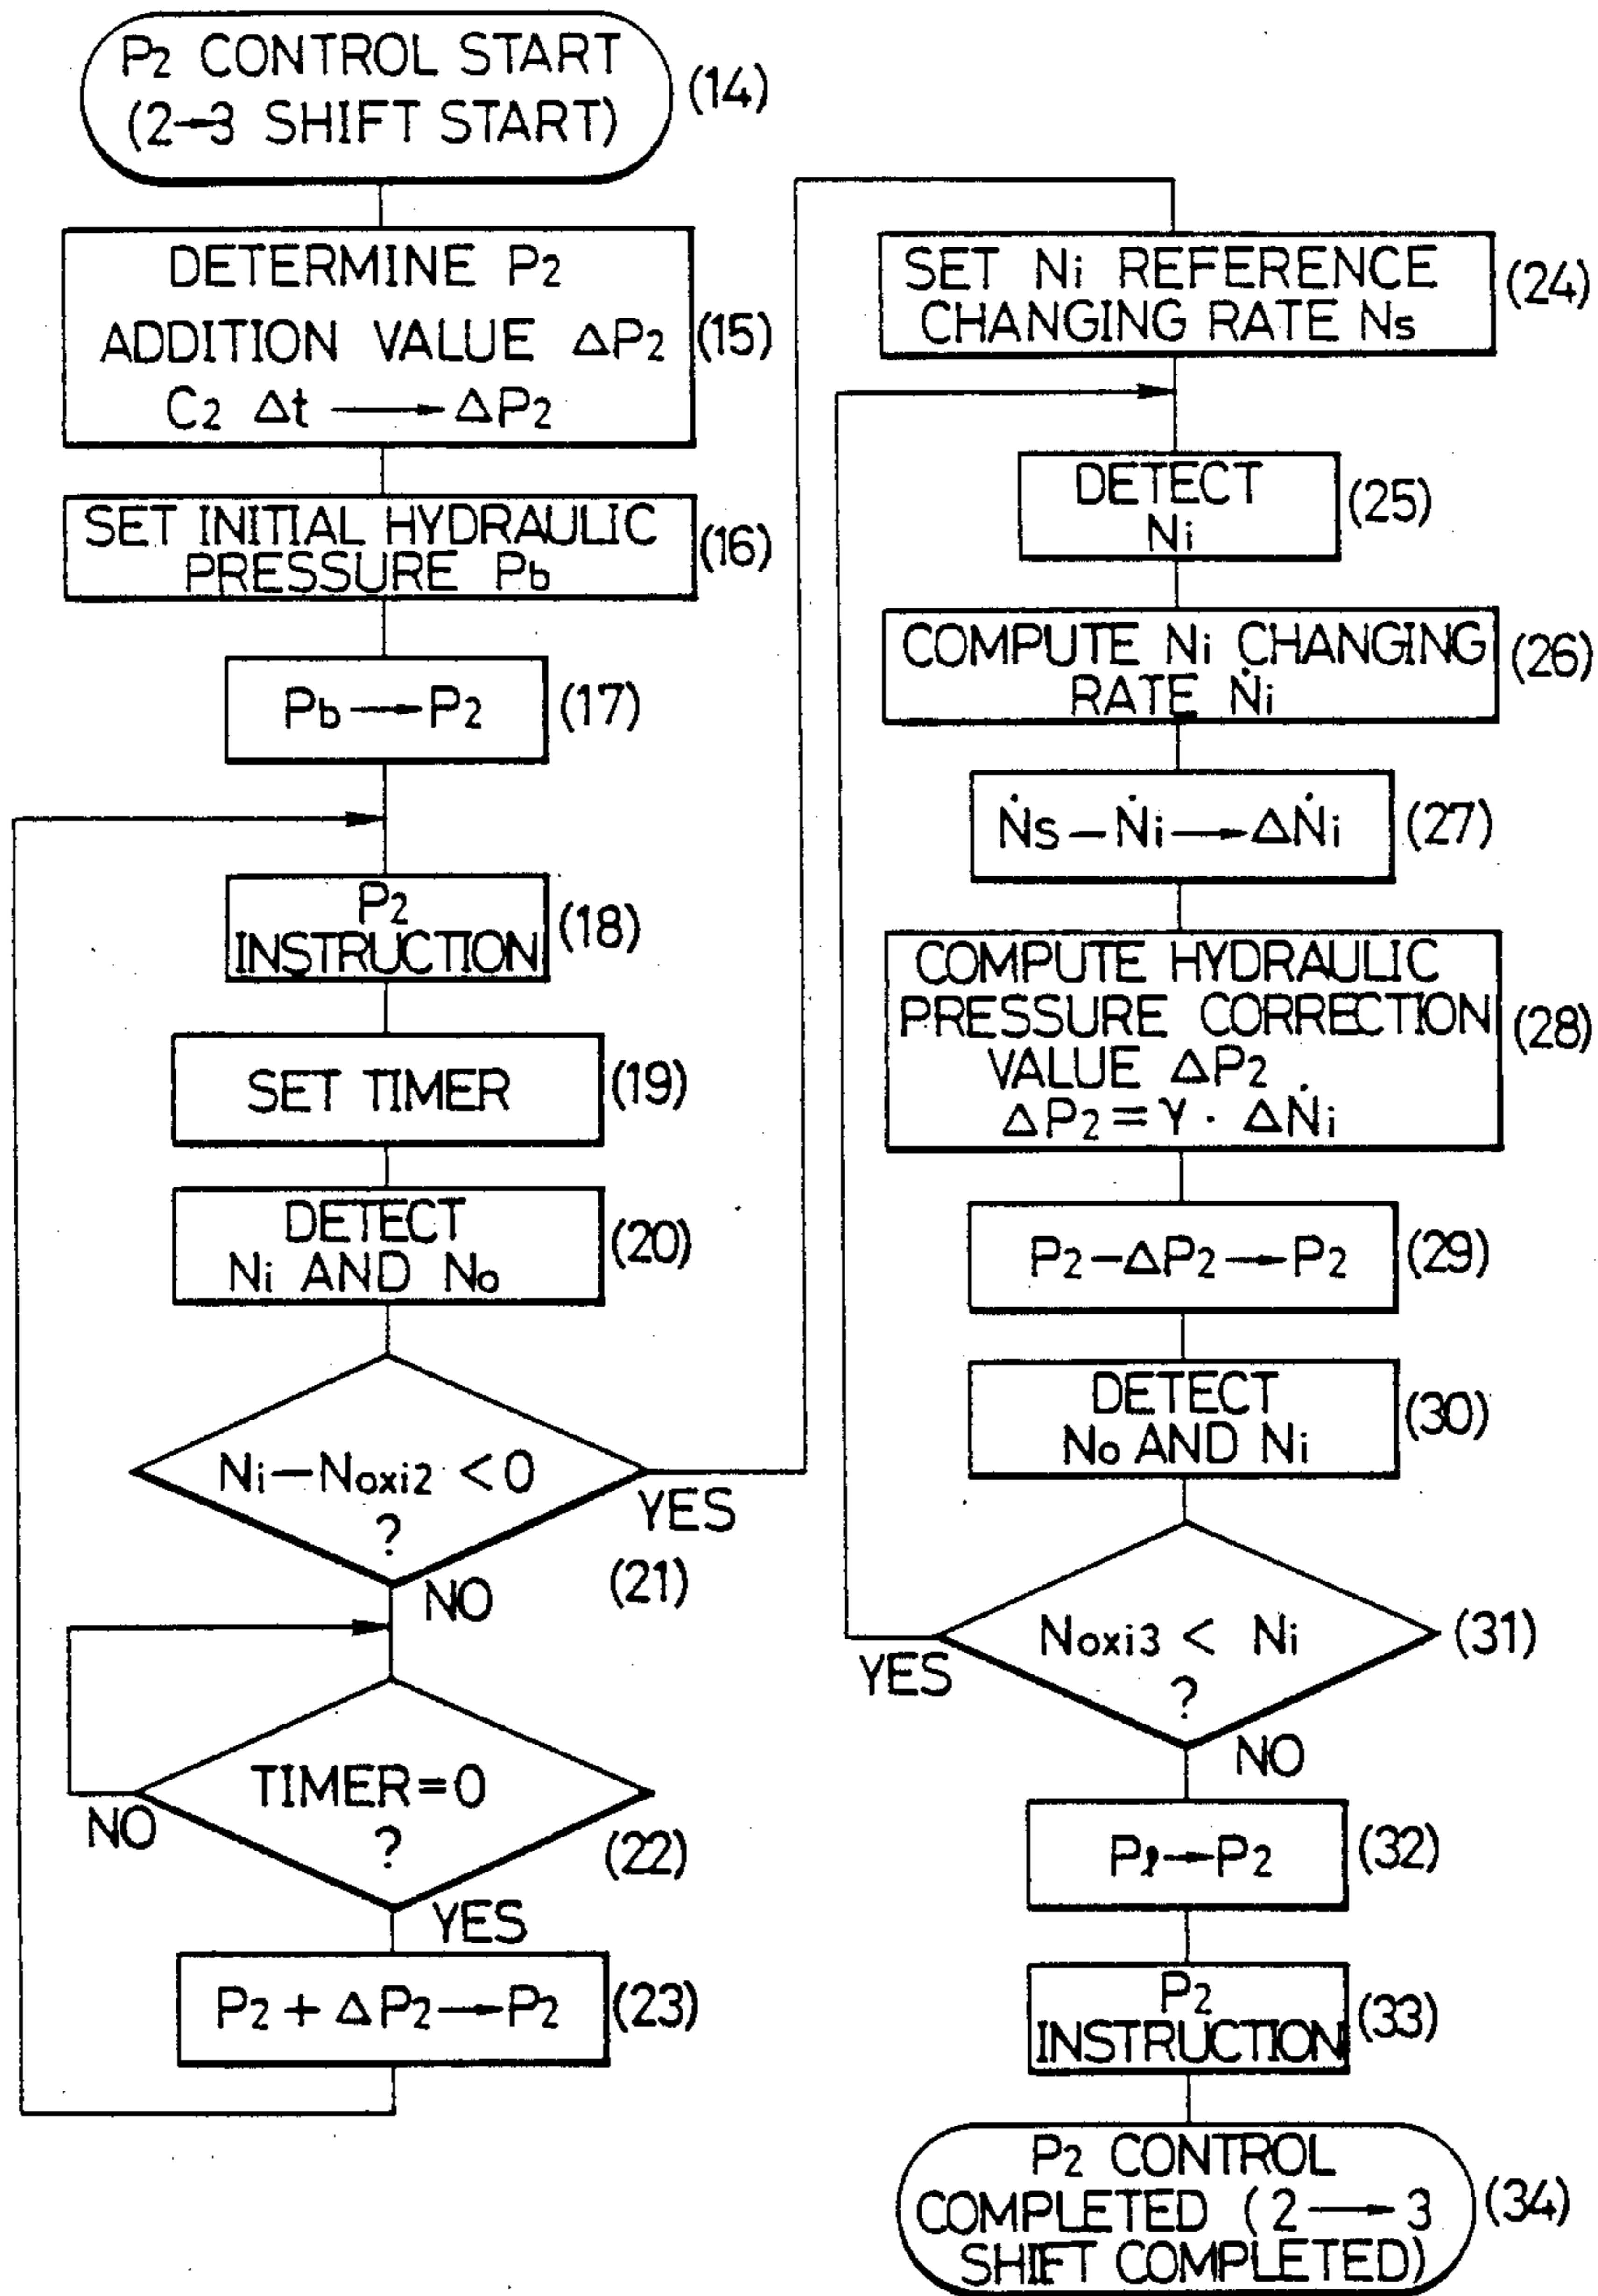 P2 CONTROL START
(2→3 SHIFT START)
(14)
DETERMINE P2
ADDITION VALUE ΔP2
C2 Δt → ΔP2
(15)
SET INITIAL HYDRAULIC
PRESSURE Pb
(16)
Pb → P2
(17)
P2
INSTRUCTION
(18)
SET TIMER
(19)
DETECT
Ni AND No
(20)
Ni − Noxi2 < 0
?
YES
(21)
NO
TIMER=0
?
NO
(22)
YES
P2 + ΔP2 → P2
(23)
SET Ni REFERENCE
CHANGING RATE Ns
(24)
DETECT
Ni
(25)
COMPUTE Ni CHANGING
RATE Ṅi
(26)
Ṅs − Ṅi → ΔṄi
(27)
COMPUTE HYDRAULIC
PRESSURE CORRECTION
VALUE ΔP2
ΔP2 = γ · ΔṄi
(28)
P2 − ΔP2 → P2
(29)
DETECT
No AND Ni
(30)
Noxi3 < Ni
?
(31)
YES
NO
Pℓ → P2
(32)
P2
INSTRUCTION
(33)
P2 CONTROL
COMPLETED ( 2 → 3
SHIFT COMPLETED)
(34)